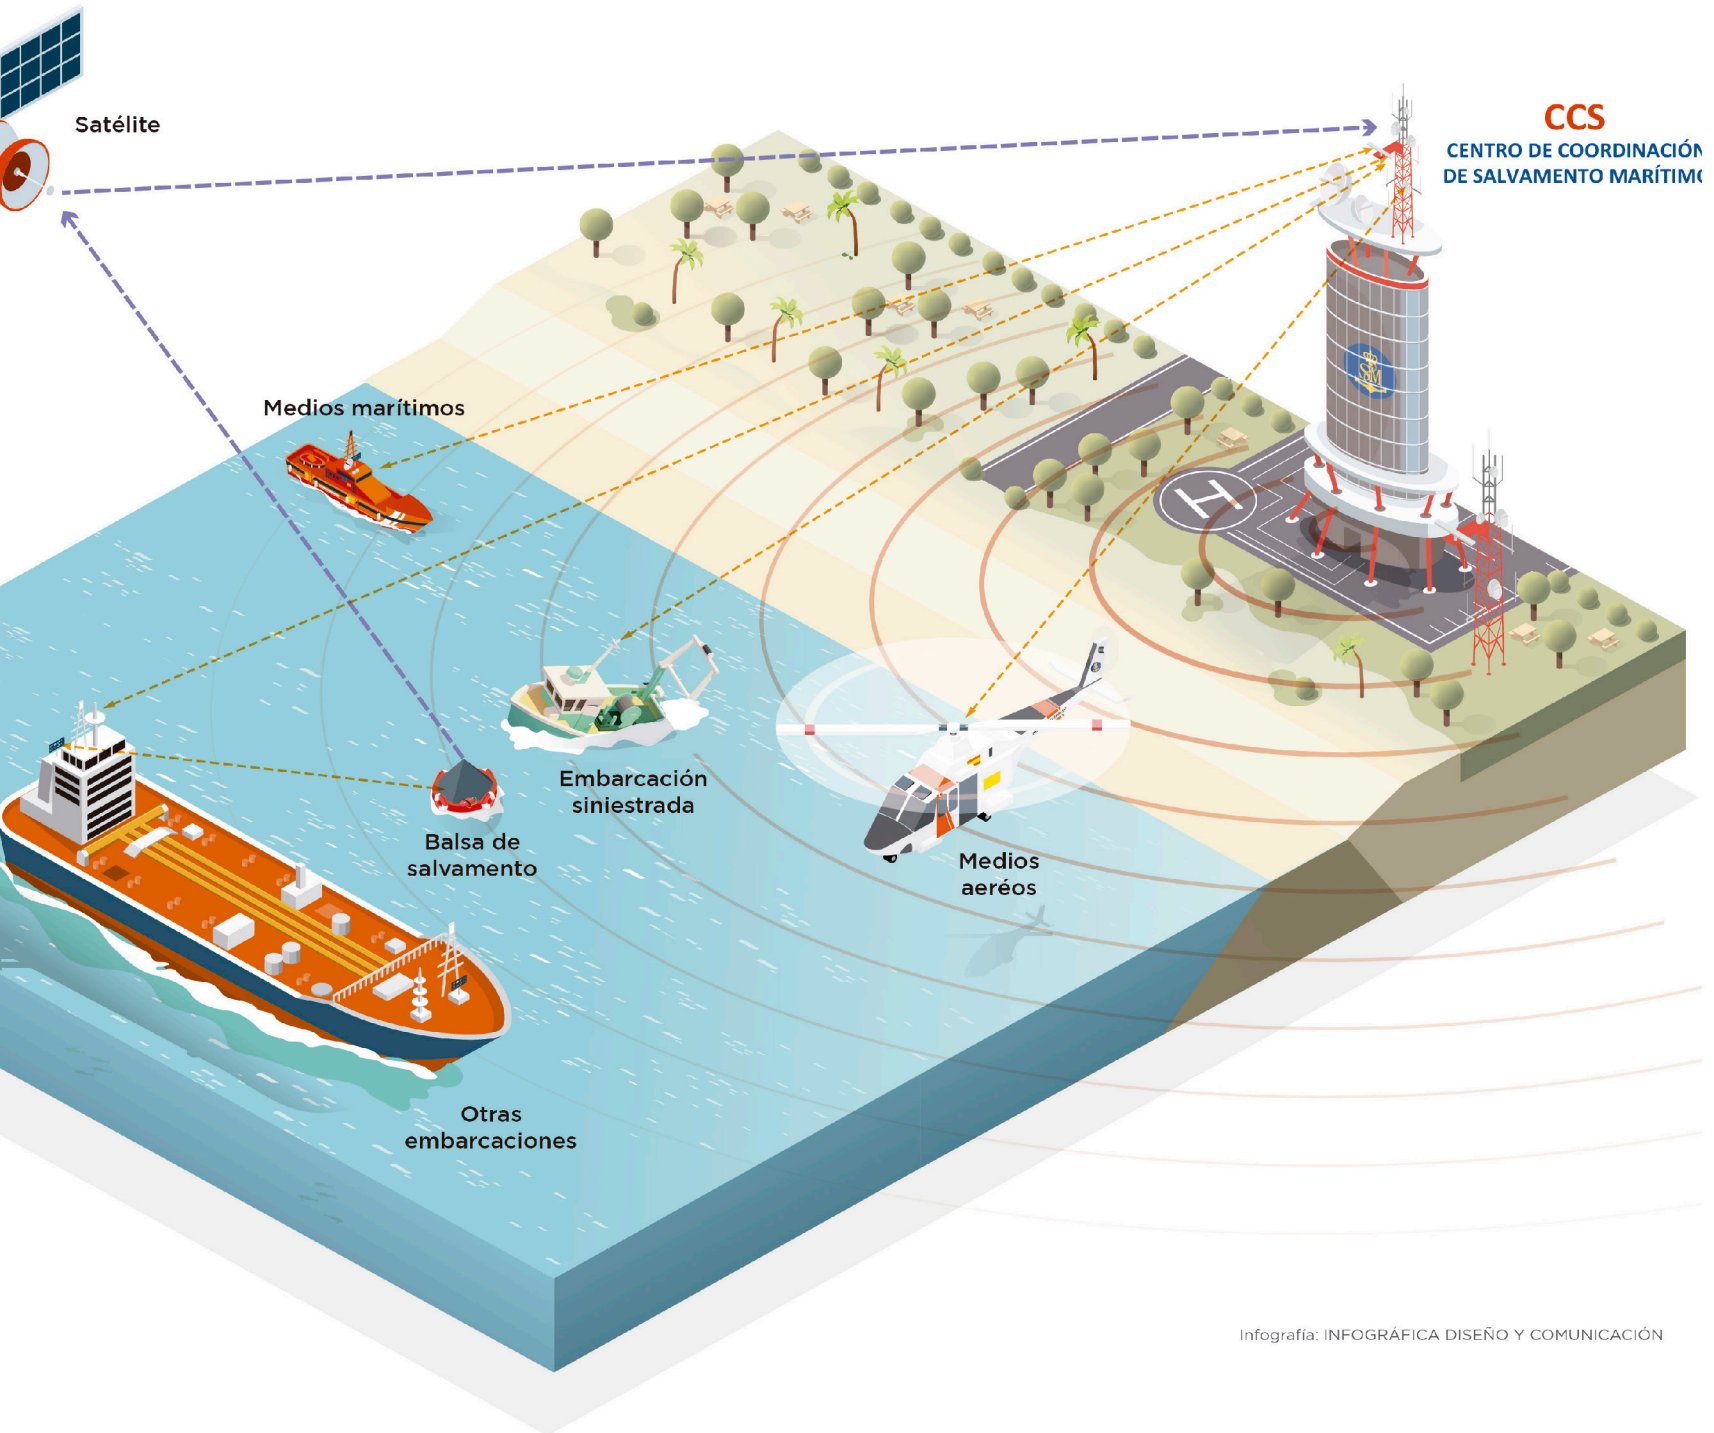 Satélite
CCS
CENTRO DE COORDINACIÓN
DE SALVAMENTO MARÍTIMO
Medios marítimos
H
Embarcación
siniestrada
Balsa de
salvamento
Medios
aeréos
Otras
embarcaciones
Infografía: INFOGRÁFICA DISEÑO Y COMUNICACIÓN